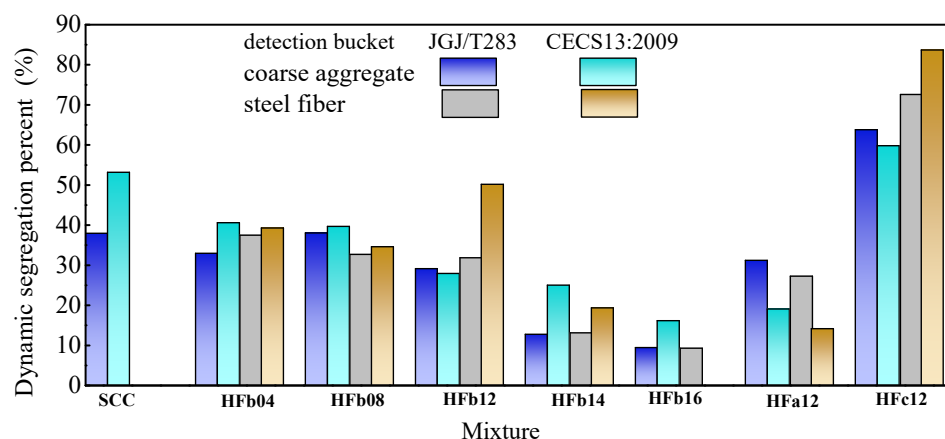 Dynamic segregation percent (%)
90
80
70
60
50
40
30
20
10
0
detection bucket JGJ/T283 CECS13:2009
coarse aggregate
steel fiber
SCC HFb04 HFb08 HFb12 HFb14 HFb16 HFa12 HFc12
Mixture